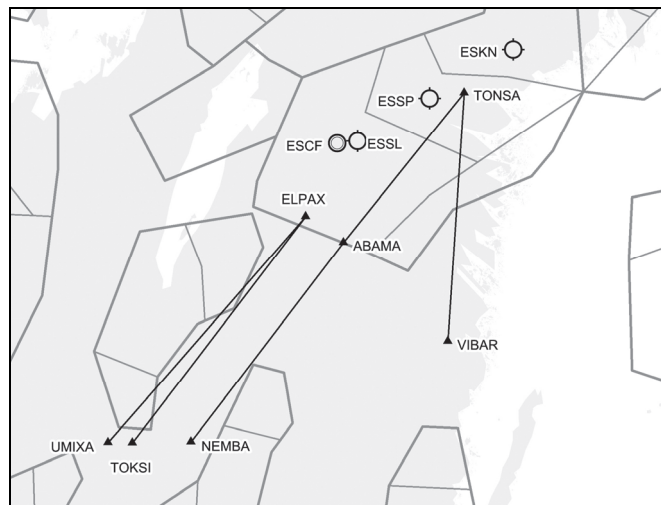 ESKN
ESSP
TONSA
ESCF
ESSL
ELPAX
ABAMA
VIBAR
UMIXA
NEMBA
TOKSI